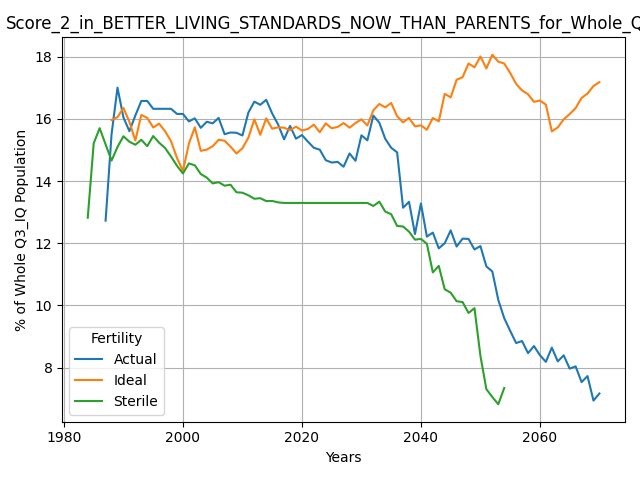 Score_2_in_BETTER_LIVING_STANDARDS_NOW_THAN_PARENTS_for_Whole_Q
18
16
14
12
10
8
% of Whole Q3_IQ Population
Fertility
Actual
Ideal
Sterile
1980 2000 2020 2040 2060
Years